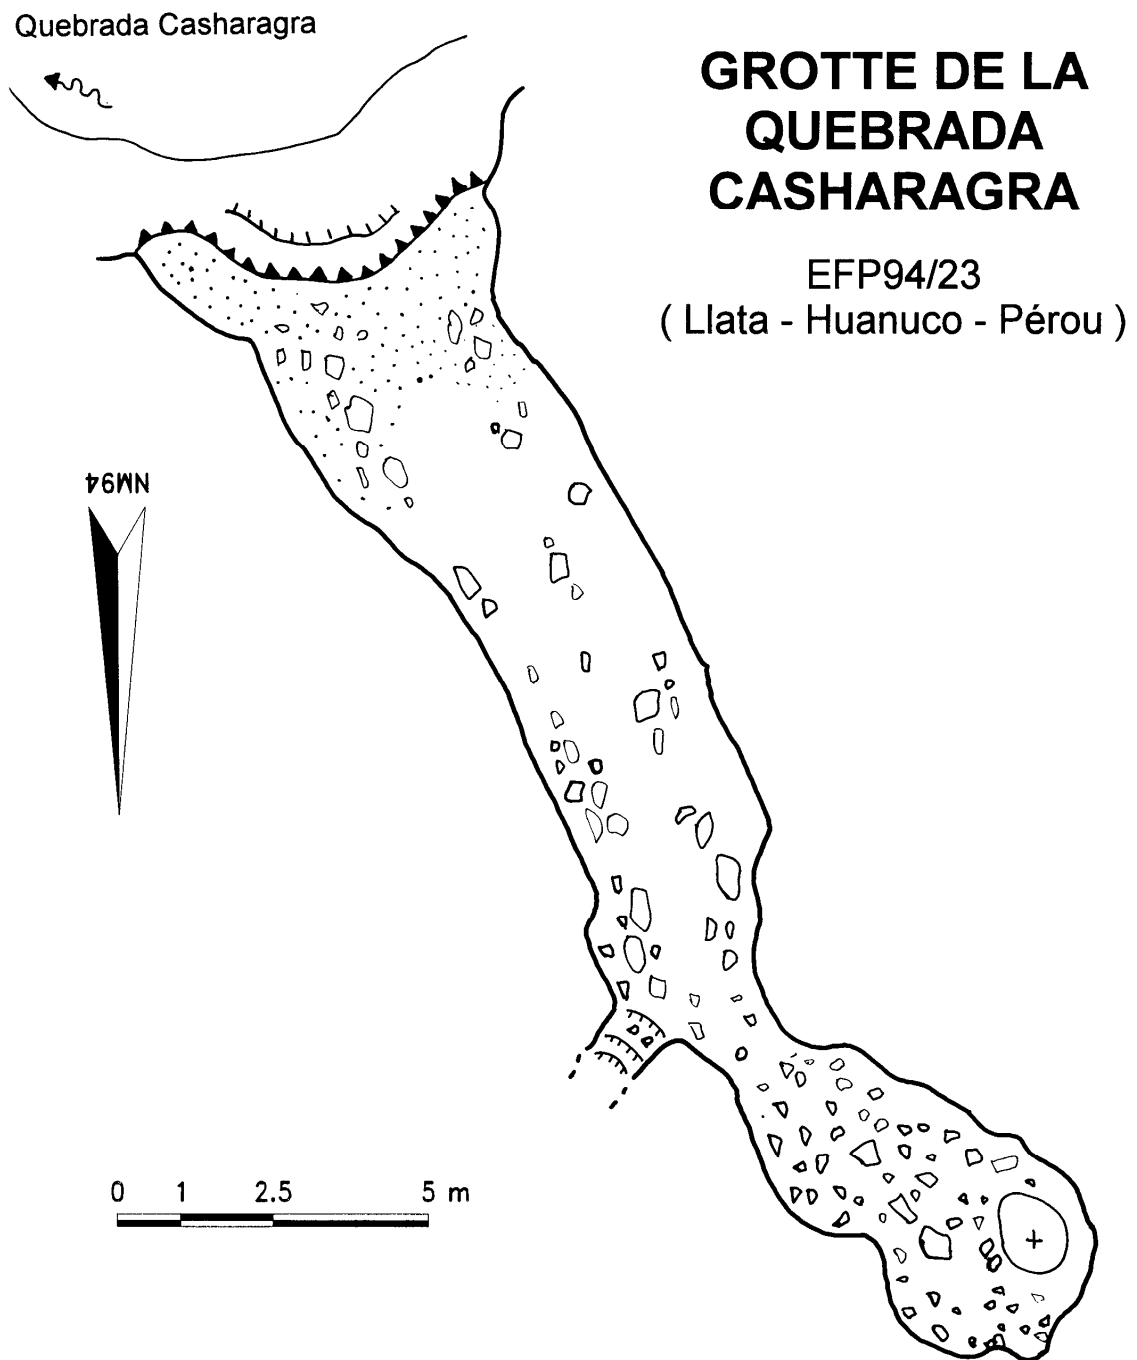 Quebrada Casharagra
GROTTE DE LA
QUEBRADA
CASHARAGRA
EFP94/23
( Llata - Huanuco - Pérou )
NM94
0 1 2.5 5 m